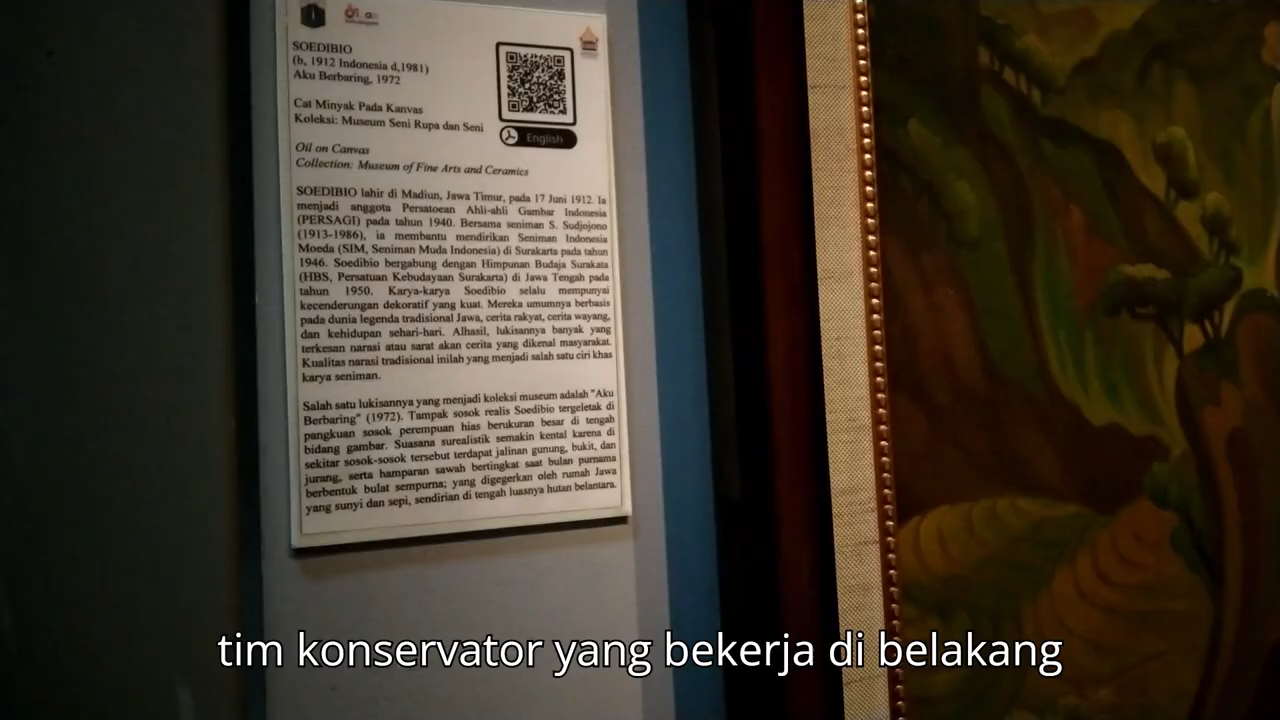 SOEDIBIO
(b, 1912 Indonesia d,1981)
Aku Berbaring, 1972
Cat Minyak Pada Kanvas
Koleksi: Museum Seni Rupa dan Seni
English
Oil on Canvas
Collection: Museum of Fine Arts and Ceramics
SOEDIBIO lahir di Madiun, Jawa Timur, pada 17 Juni 1912. Ia
menjadi anggota Persatoean Ahli-ahli Gambar Indonesia
(PERSAGI) pada tahun 1940. Bersama seniman S. Sudjojono
(1913-1986), ia membantu mendirikan Seniman Indonesia
Moeda (SIM, Seniman Muda Indonesia) di Surakarta pada tahun
1946. Soedibio bergabung dengan Himpunan Budaja Surakata
(HBS, Persatuan Kebudayaan Surakarta) di Jawa Tengah pada
tahun 1950. Karya-karya Soedibio selalu mempunyai
kecenderungan dekoratif yang kuat. Mereka umumnya berbasis
pada dunia legenda tradisional Jawa, cerita rakyat, cerita wayang,
dan kehidupan sehari-hari. Alhasil, lukisannya banyak yang
terkesan narasi atau sarat akan cerita yang dikenal masyarakat.
Kualitas narasi tradisional inilah yang menjadi salah satu ciri khas
karya seniman.
Salah satu lukisannya yang menjadi koleksi museum adalah "Aku
Berbaring" (1972). Tampak sosok realis Soedibio tergeletak di
pangkuan sosok perempuan hias berukuran besar di tengah
bidang gambar. Suasana surealistik semakin kental karena di
sekitar sosok-sosok tersebut terdapat jalinan gunung, bukit, dan
jurang, serta hamparan sawah bertingkat saat bulan purnama
berbentuk bulat sempurna; yang digegerkan oleh rumah Jawa
yang sunyi dan sepi, sendirian di tengah luasnya hutan belantara.
tim konservator yang bekerja di belakang